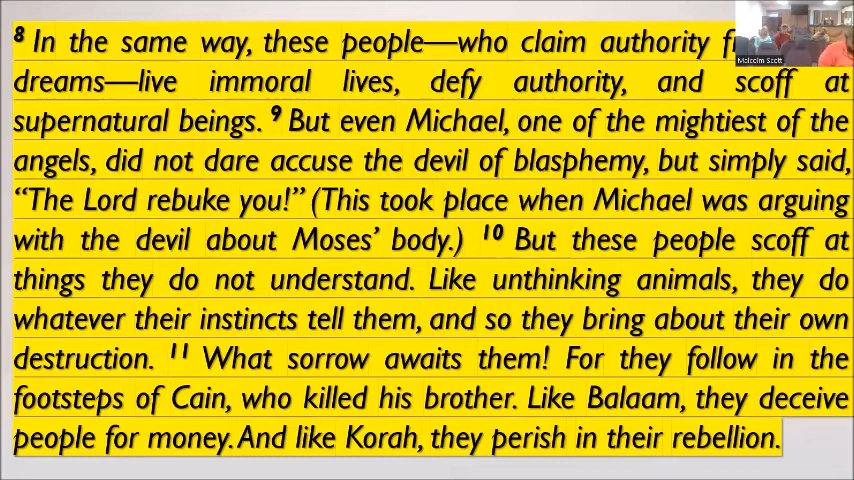 8 In the same way, these people—who claim authority
dreams—live immoral lives, defy authority, and scoff at
supernatural beings. 9 But even Michael, one of the mightiest of the
angels, did not dare accuse the devil of blasphemy, but simply said,
“The Lord rebuke you!” (This took place when Michael was arguing
with the devil about Moses’ body.) 10 But these people scoff at
things they do not understand. Like unthinking animals, they do
whatever their instincts tell them, and so they bring about their own
destruction. 11 What sorrow awaits them! For they follow in the
footsteps of Cain, who killed his brother. Like Balaam, they deceive
people for money. And like Korah, they perish in their rebellion.
Malcolm Scott